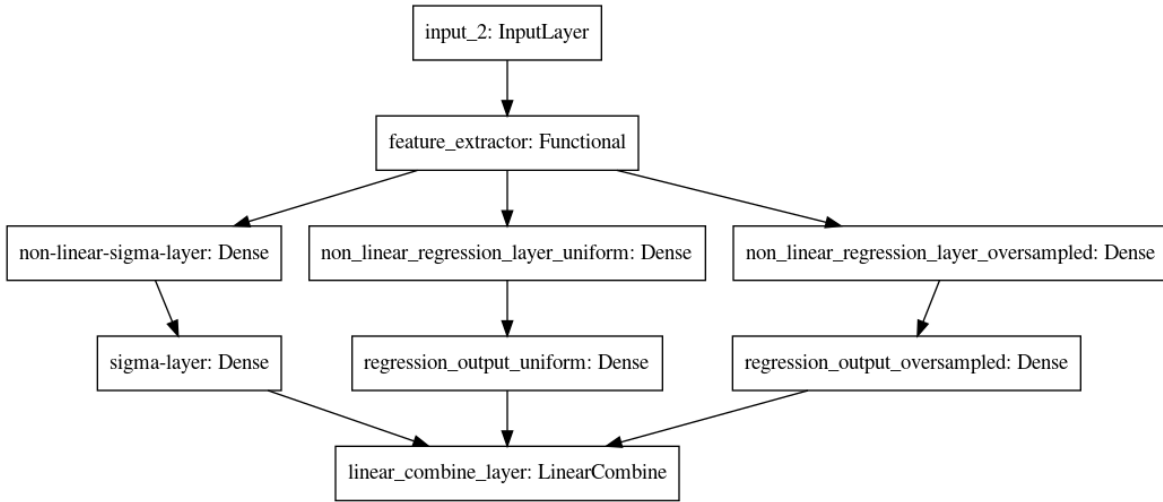 input_2: InputLayer
feature_extractor: Functional
non-linear-sigma-layer: Dense
non_linear_regression_layer_uniform: Dense
non_linear_regression_layer_oversampled: Dense
sigma-layer: Dense
regression_output_uniform: Dense
regression_output_oversampled: Dense
linear_combine_layer: LinearCombine